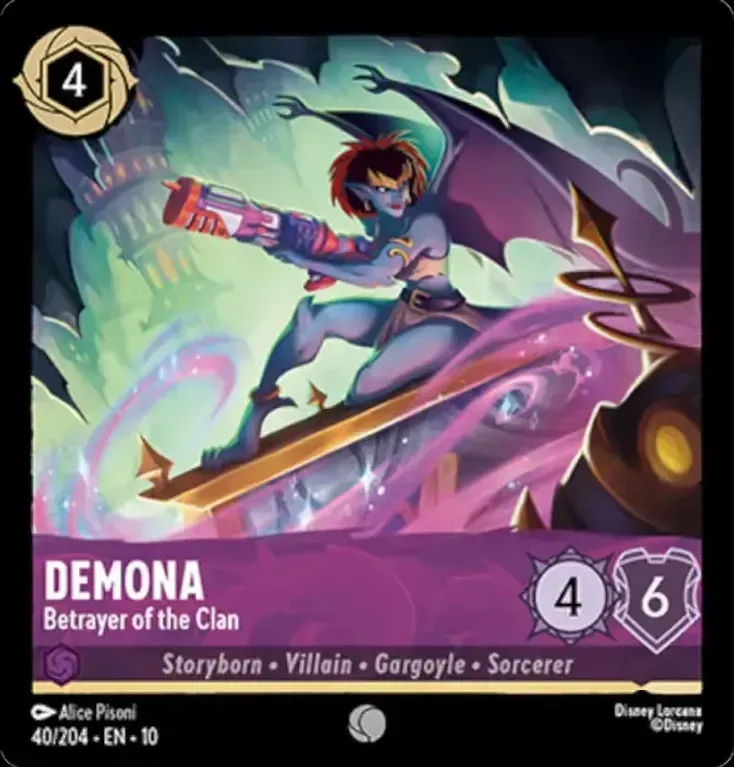 4
DEMONA
Betrayer of the Clan
4
6
Storyborn • Villain • Gargoyle • Sorcerer
Alice Pisoni
40/204 • EN • 10
Disney Lorcana
©Disney